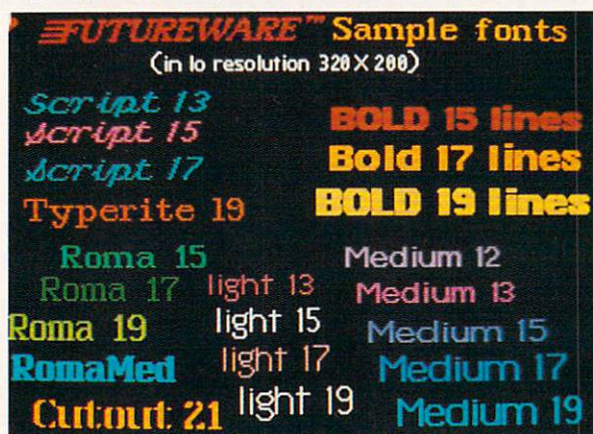 FUTUREWARE™ Sample fonts
(in lo resolution 320X200)
Script 13
Script 15
Script 17
Typerite 19
BOLD 15 lines
Bold 17 lines
BOLD 19 lines
Roma 15
Roma 17
Roma 19
RomaMed
Cutout 21
light 13
light 15
light 17
light 19
Medium 12
Medium 13
Medium 15
Medium 17
Medium 19